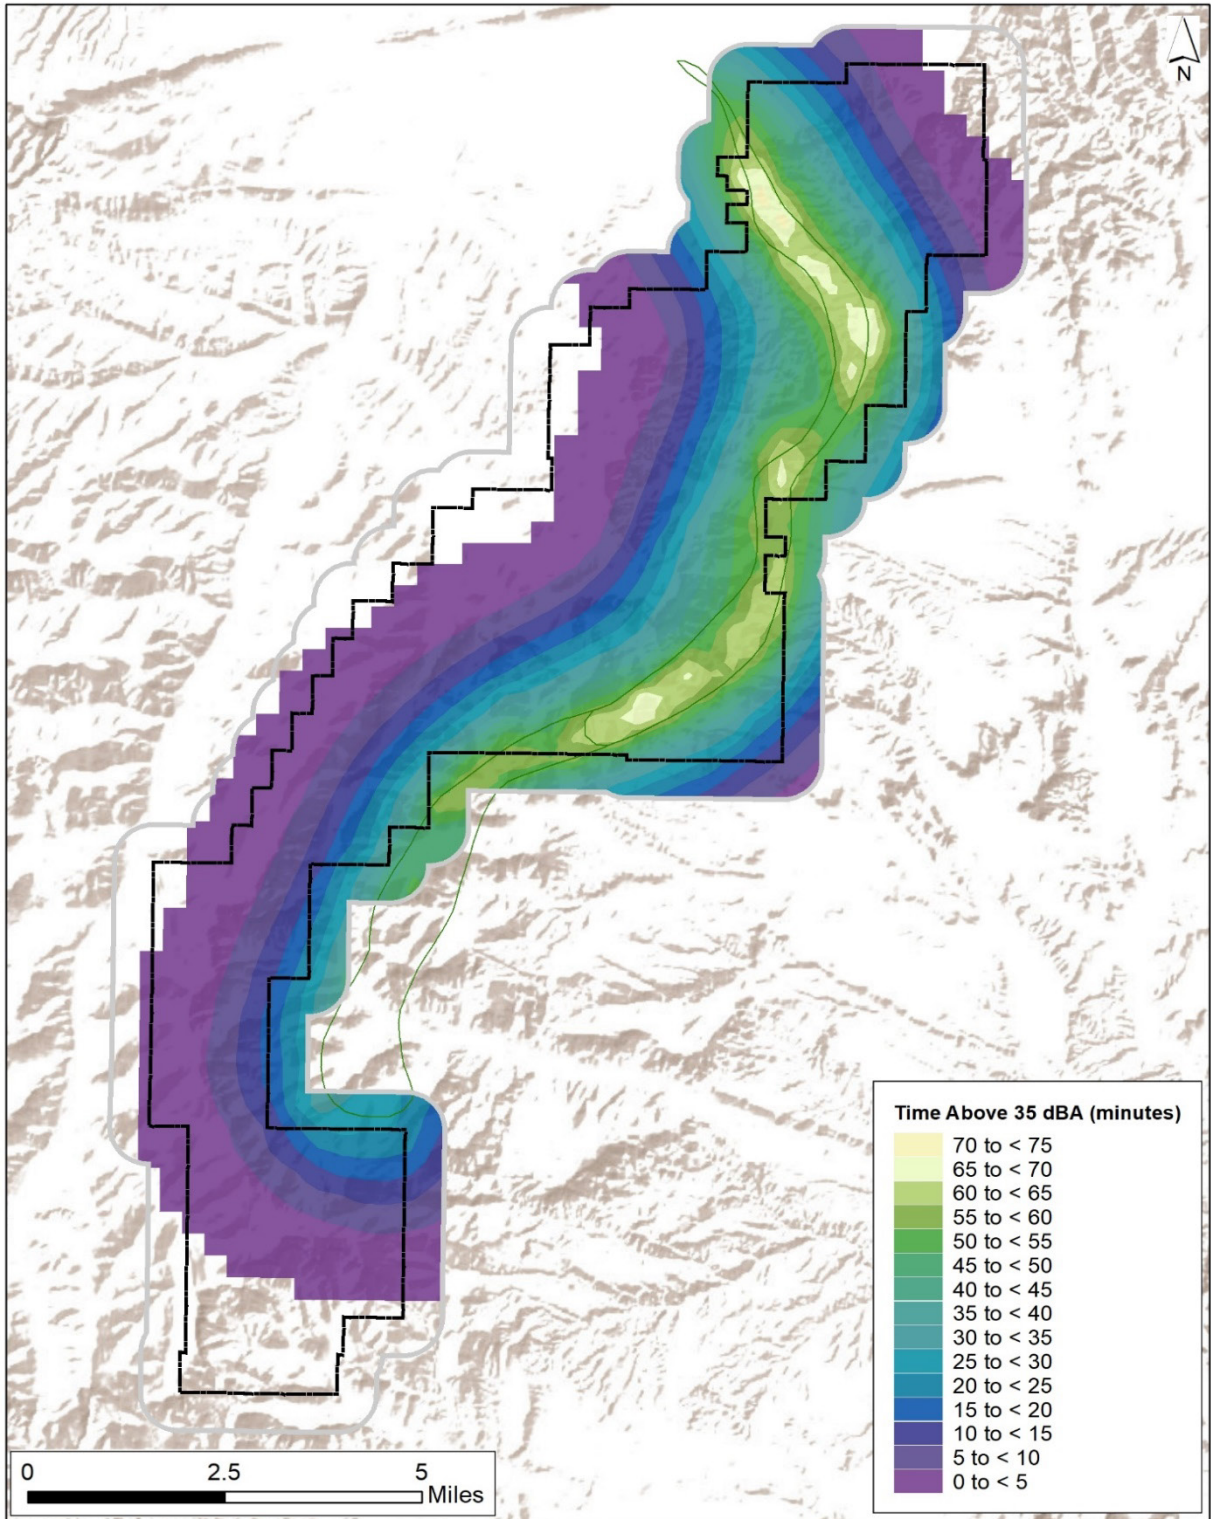 N
Time Above 35 dBA (minutes)
70 to < 75
65 to < 70
60 to < 65
55 to < 60
50 to < 55
45 to < 50
40 to < 45
35 to < 40
30 to < 35
25 to < 30
20 to < 25
15 to < 20
10 to < 15
5 to < 10
0 to < 5
0 2.5 5
Miles